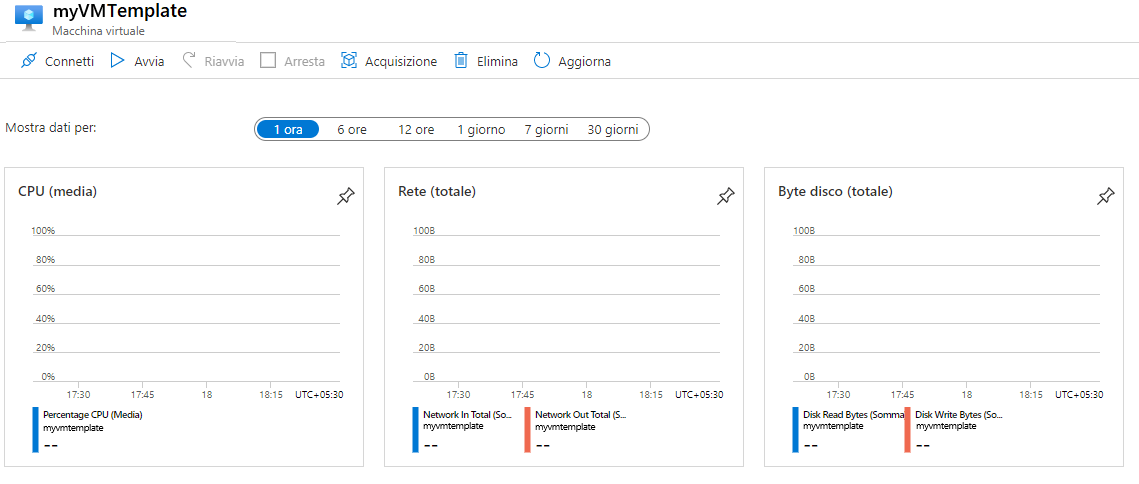 myVMTemplate
Macchina virtuale
Connetti Avvia Riavvia Arresta Acquisizione Elimina Aggiorna
Mostra dati per: 1 ora 6 ore 12 ore 1 giorno 7 giorni 30 giorni
CPU (media)
100%
80%
60%
40%
20%
0%
17:30 17:45 18 18:15 UTC+05:30
Percentage CPU (Media)
myvmtemplate
--
Rete (totale)
100B
80B
60B
40B
20B
0B
17:30 17:45 18 18:15 UTC+05:30
Network In Total (So...
myvmtemplate
--
Network Out Total (S...
myvmtemplate
--
Byte disco (totale)
100B
80B
60B
40B
20B
0B
17:30 17:45 18 18:15 UTC+05:30
Disk Read Bytes (Somma
myvmtemplate
--
Disk Write Bytes (So...
myvmtemplate
--